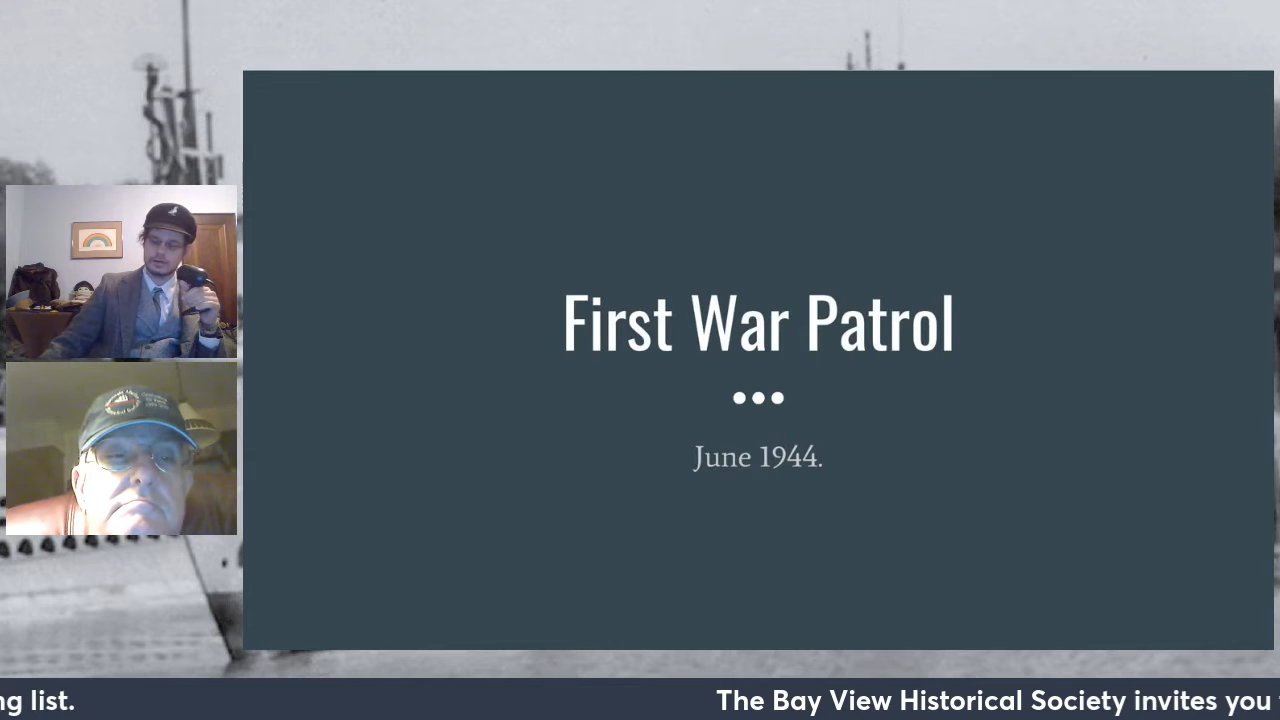 First War Patrol
June 1944.
ng list.
The Bay View Historical Society invites you